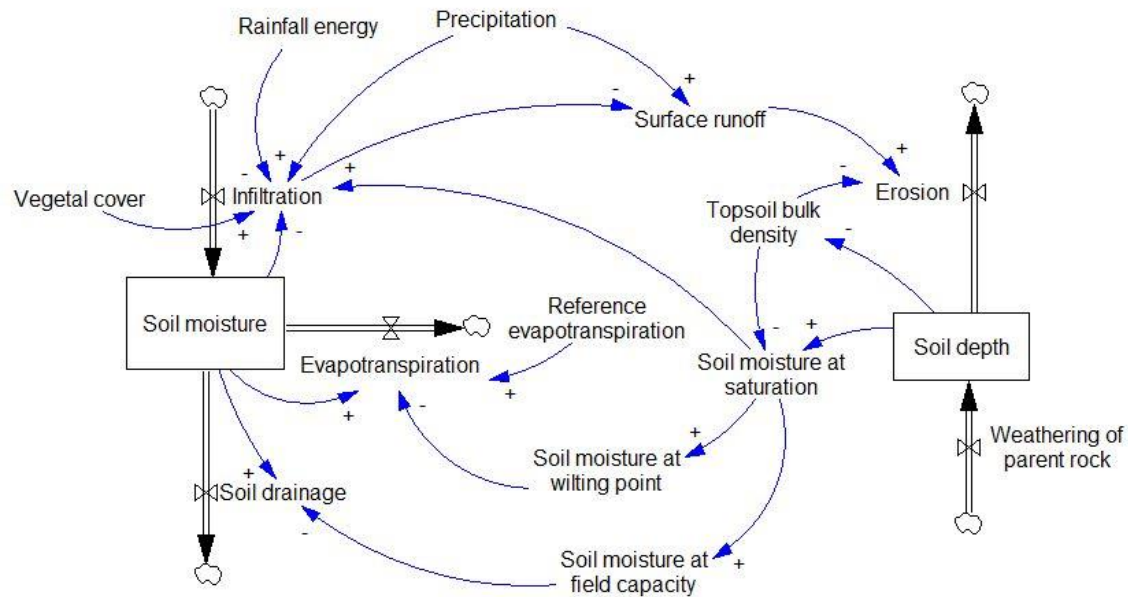 Rainfall energy
Precipitation
+
-
Surface runoff
+
-
+
+
-
Infiltration
Erosion
Vegetal cover
+
-
Topsoil bulk
density
-
Soil moisture
Reference
evapotranspiration
-
+
Soil depth
Evapotranspiration
Soil moisture at
saturation
+
-
+
+
Weathering of
parent rock
Soil moisture at
wilting point
+
Soil drainage
-
Soil moisture at
field capacity
+